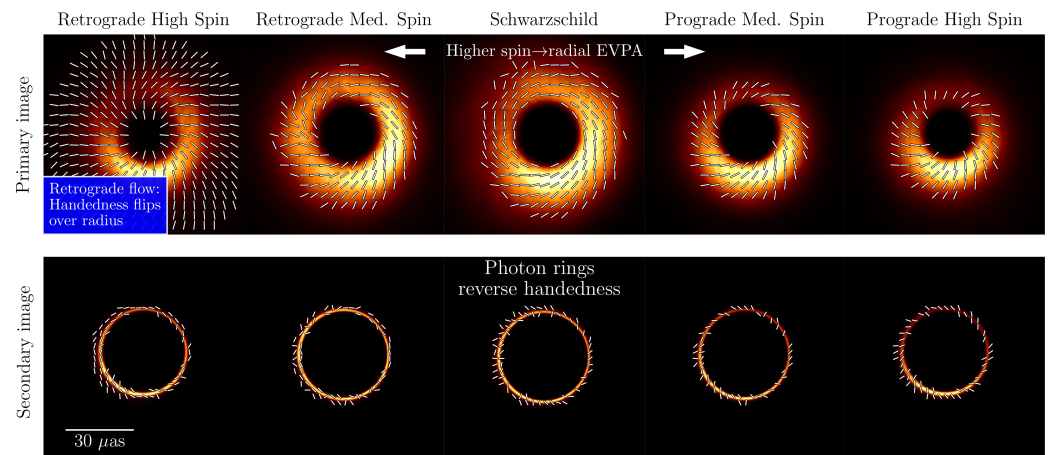 Retrograde High Spin
Retrograde Med. Spin
Schwarzschild
Prograde Med. Spin
Prograde High Spin
Primary image
Higher spin→radial EVPA
Retrograde flow:
Handedness flips
over radius
Secondary image
Photon rings
reverse handedness
30 μas